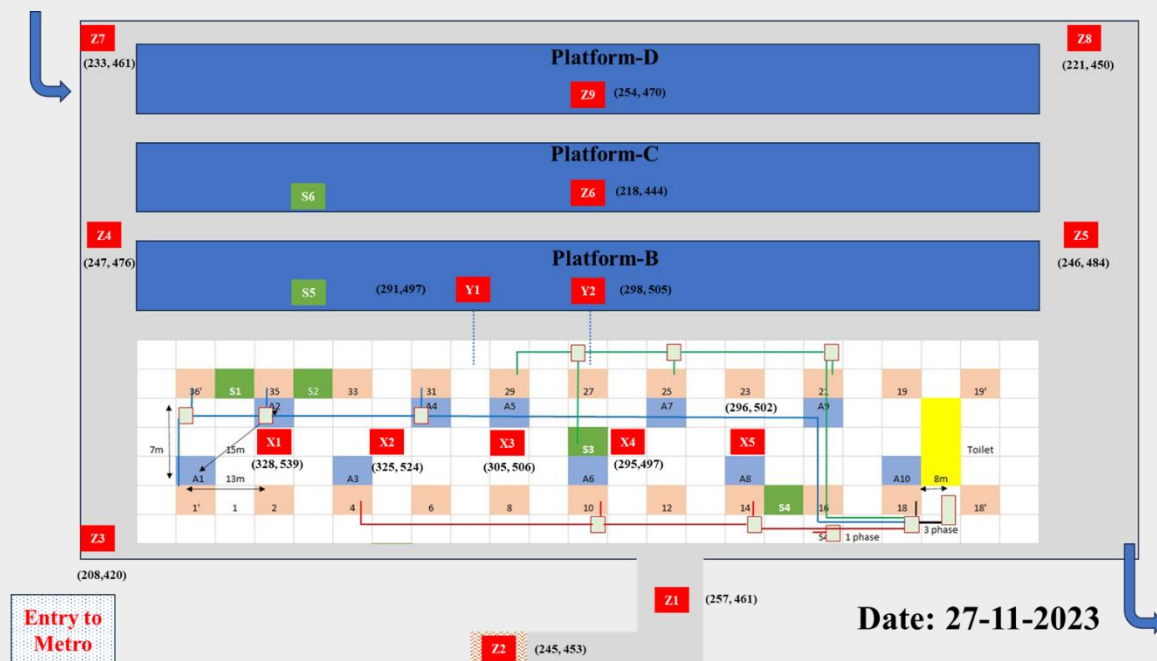 Z7
Z8
(233, 461)
Platform-D
(221, 450)
Z9 (254, 470)
Platform-C
S6
Z6 (218, 444)
Z4
Z5
(247, 476)
Platform-B
(246, 484)
S5
(291,497) Y1 Y2 (298, 505)
36' S1 35 S2 33 31 29 27 25 23 21 19 19'
A2 A4 A5 A7 (296, 502) A9
7m 15m X1 X2 X3 S3 X4 X5 Toilet
(328, 539) (325, 524) (305, 506) (295,497)
A1 13m A3 A6 A8 A10 8m
1' 1 2 4 6 8 10 12 14 S4 16 18 18'
3 phase
1 phase
Z3
(208,420)
Z1 (257, 461)
Entry to
Metro
Date: 27-11-2023
Z2 (245, 453)